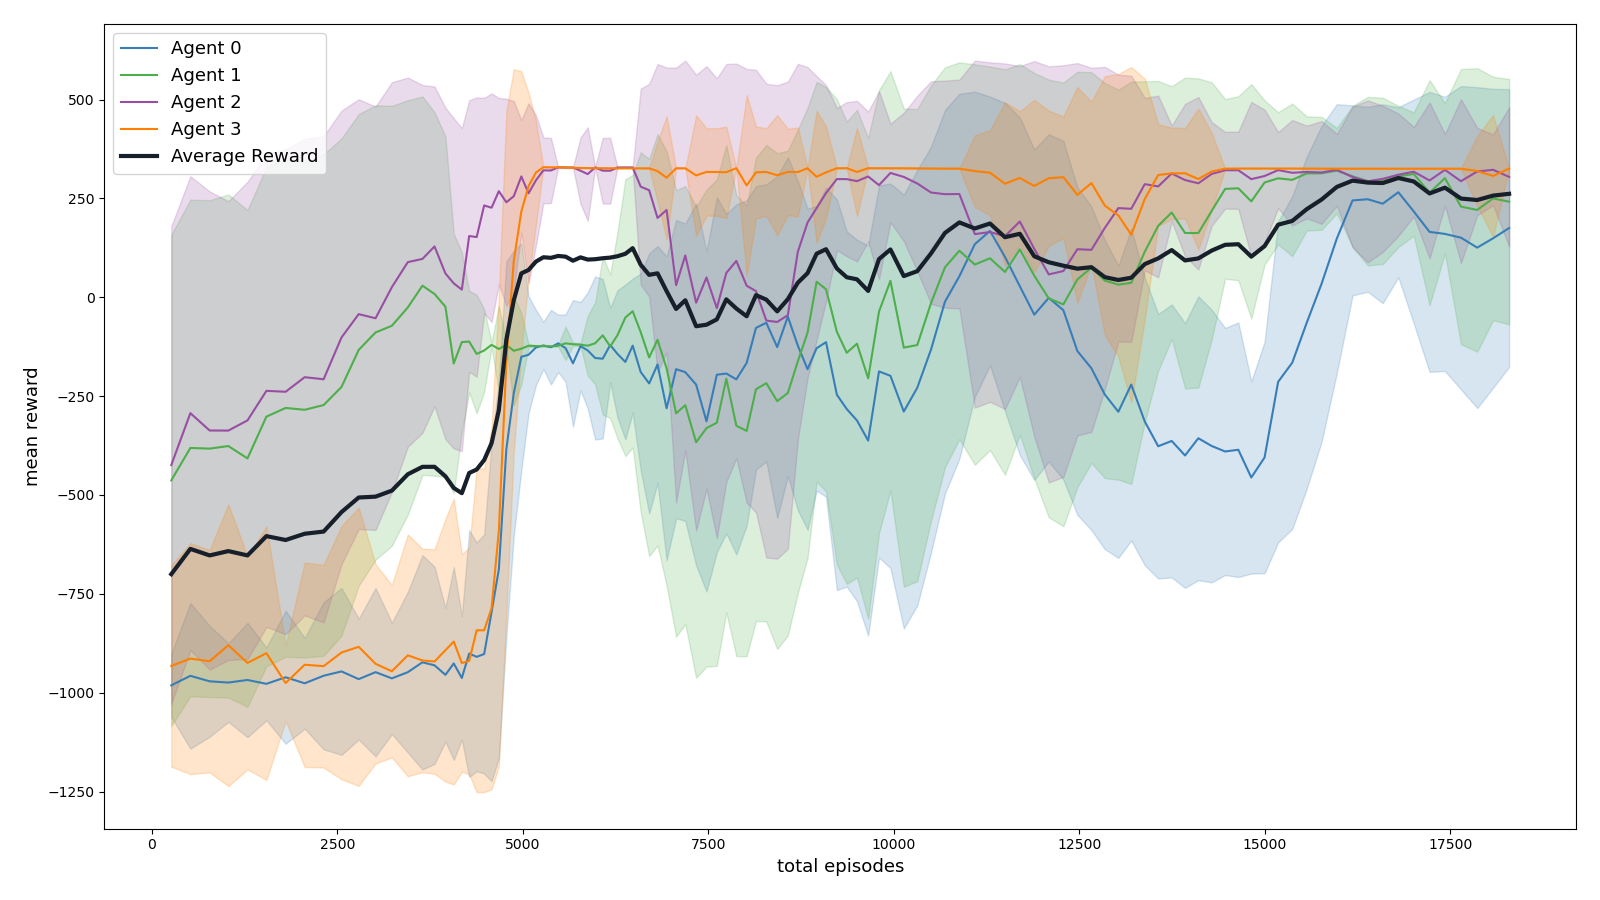 Agent 0
Agent 1
Agent 2
Agent 3
Average Reward
mean reward
500
250
0
−250
−500
−750
−1000
−1250
0 2500 5000 7500 10000 12500 15000 17500
total episodes